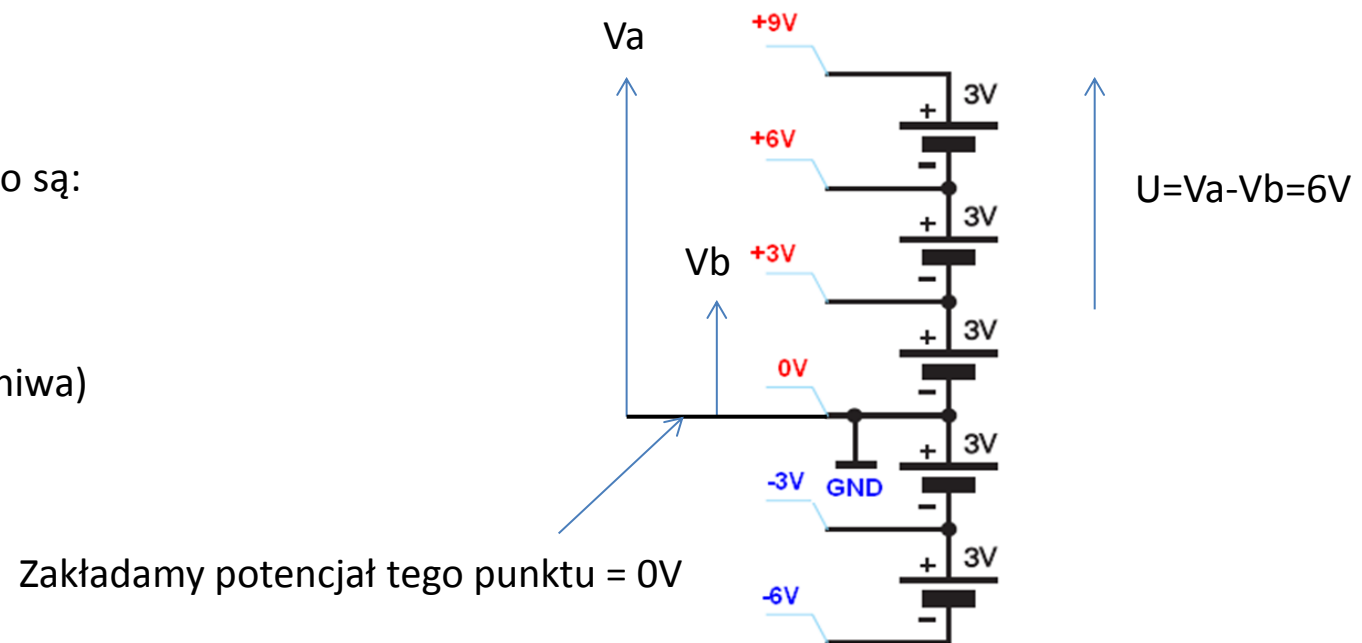 +9V
Va
3V
+
+6V
-
o są:
U=Va-Vb=6V
3V
+
Vb
+3V
-
3V
+
0V
niwa)
-
3V
+
-3V
GND
-
3V
+
Zakładamy potencjał tego punktu = 0V
-6V
-